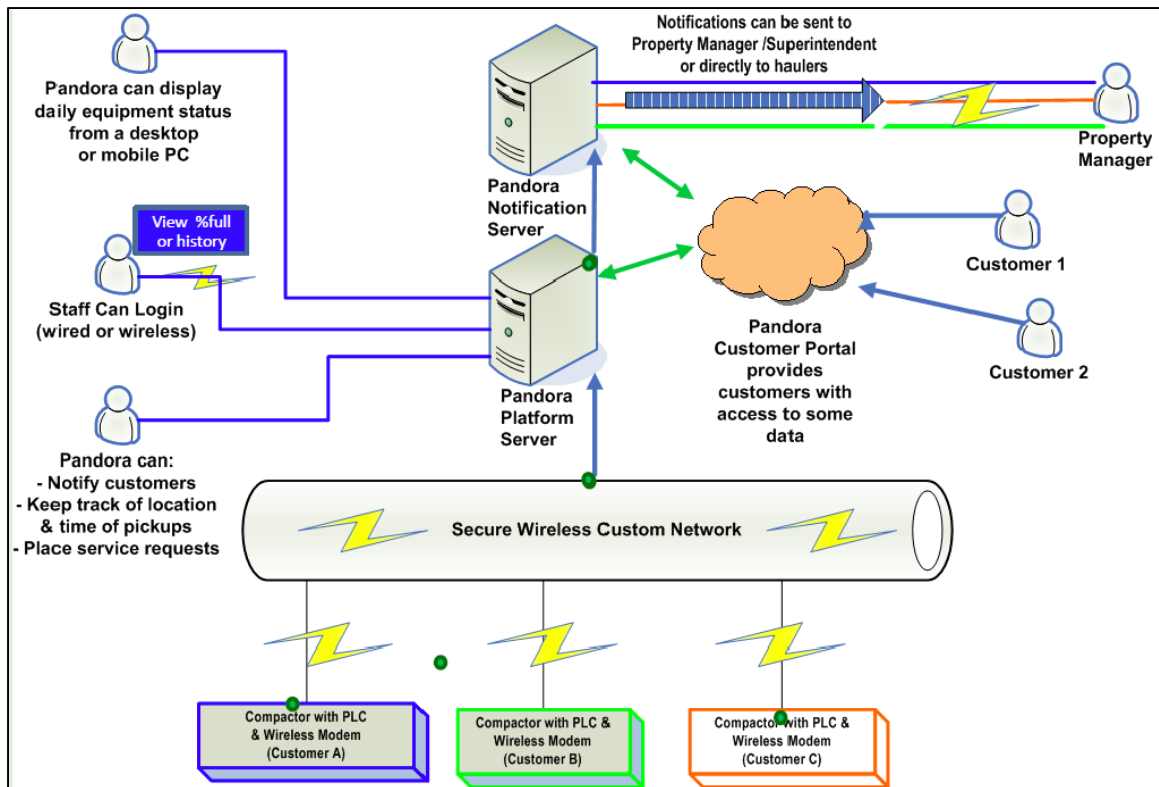 Notifications can be sent to
Property Manager /Superintendent
or directly to haulers
Pandora can display
daily equipment status
from a desktop
or mobile PC
Property
Manager
Pandora
Notification
Server
View %full
or history
Customer 1
Staff Can Login
(wired or wireless)
Pandora
Customer Portal
provides
customers with
access to some
data
Customer 2
Pandora
Platform
Server
Pandora can:
- Notify customers
- Keep track of location
& time of pickups
- Place service requests
Secure Wireless Custom Network
Compactor with PLC
& Wireless Modem
(Customer A)
Compactor with PLC &
Wireless Modem
(Customer B)
Compactor with PLC &
Wireless Modem
(Customer C)